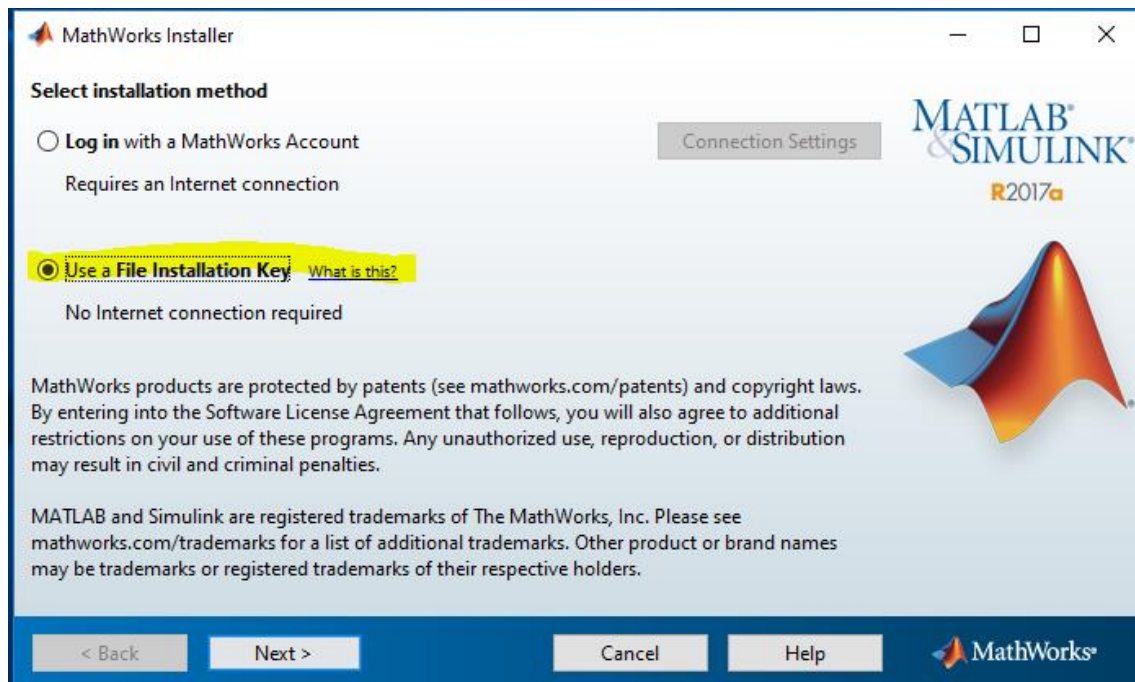 MathWorks Installer
Select installation method
Log in with a MathWorks Account
Connection Settings
Requires an Internet connection
Use a File Installation Key What is this?
No Internet connection required
MATLAB®
&SIMULINK®
R2017a
MathWorks products are protected by patents (see mathworks.com/patents) and copyright laws.
By entering into the Software License Agreement that follows, you will also agree to additional
restrictions on your use of these programs. Any unauthorized use, reproduction, or distribution
may result in civil and criminal penalties.
MATLAB and Simulink are registered trademarks of The MathWorks, Inc. Please see
mathworks.com/trademarks for a list of additional trademarks. Other product or brand names
may be trademarks or registered trademarks of their respective holders.
< Back
Next >
Cancel
Help
MathWorks®